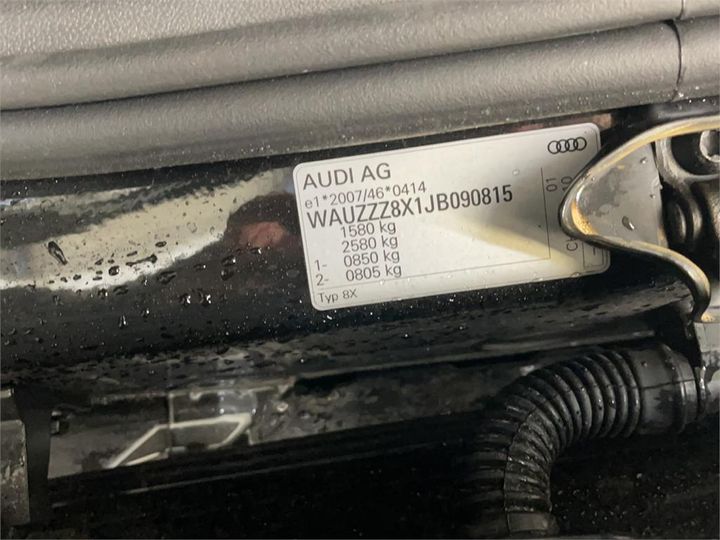 AUDI AG
e1*2007/46*0414
WAUZZZ8X1JB090815
1580 kg
2580 kg
1- 0850 kg
2- 0805 kg
Typ 8X
01